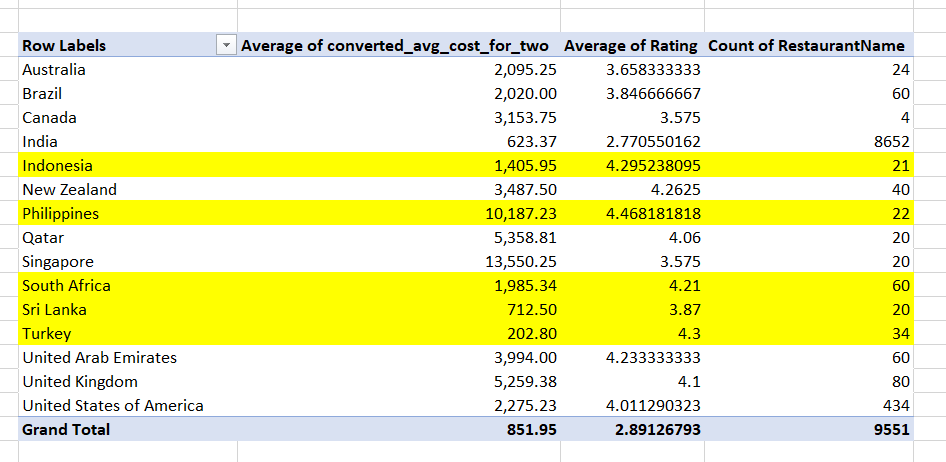 Row Labels Average of converted_avg_cost_for_two Average of Rating Count of RestaurantName
Australia 2,095.25 3.658333333 24
Brazil 2,020.00 3.846666667 60
Canada 3,153.75 3.575 4
India 623.37 2.770550162 8652
Indonesia 1,405.95 4.295238095 21
New Zealand 3,487.50 4.2625 40
Philippines 10,187.23 4.468181818 22
Qatar 5,358.81 4.06 20
Singapore 13,550.25 3.575 20
South Africa 1,985.34 4.21 60
Sri Lanka 712.50 3.87 20
Turkey 202.80 4.3 34
United Arab Emirates 3,994.00 4.233333333 60
United Kingdom 5,259.38 4.1 80
United States of America 2,275.23 4.011290323 434
Grand Total 851.95 2.89126793 9551